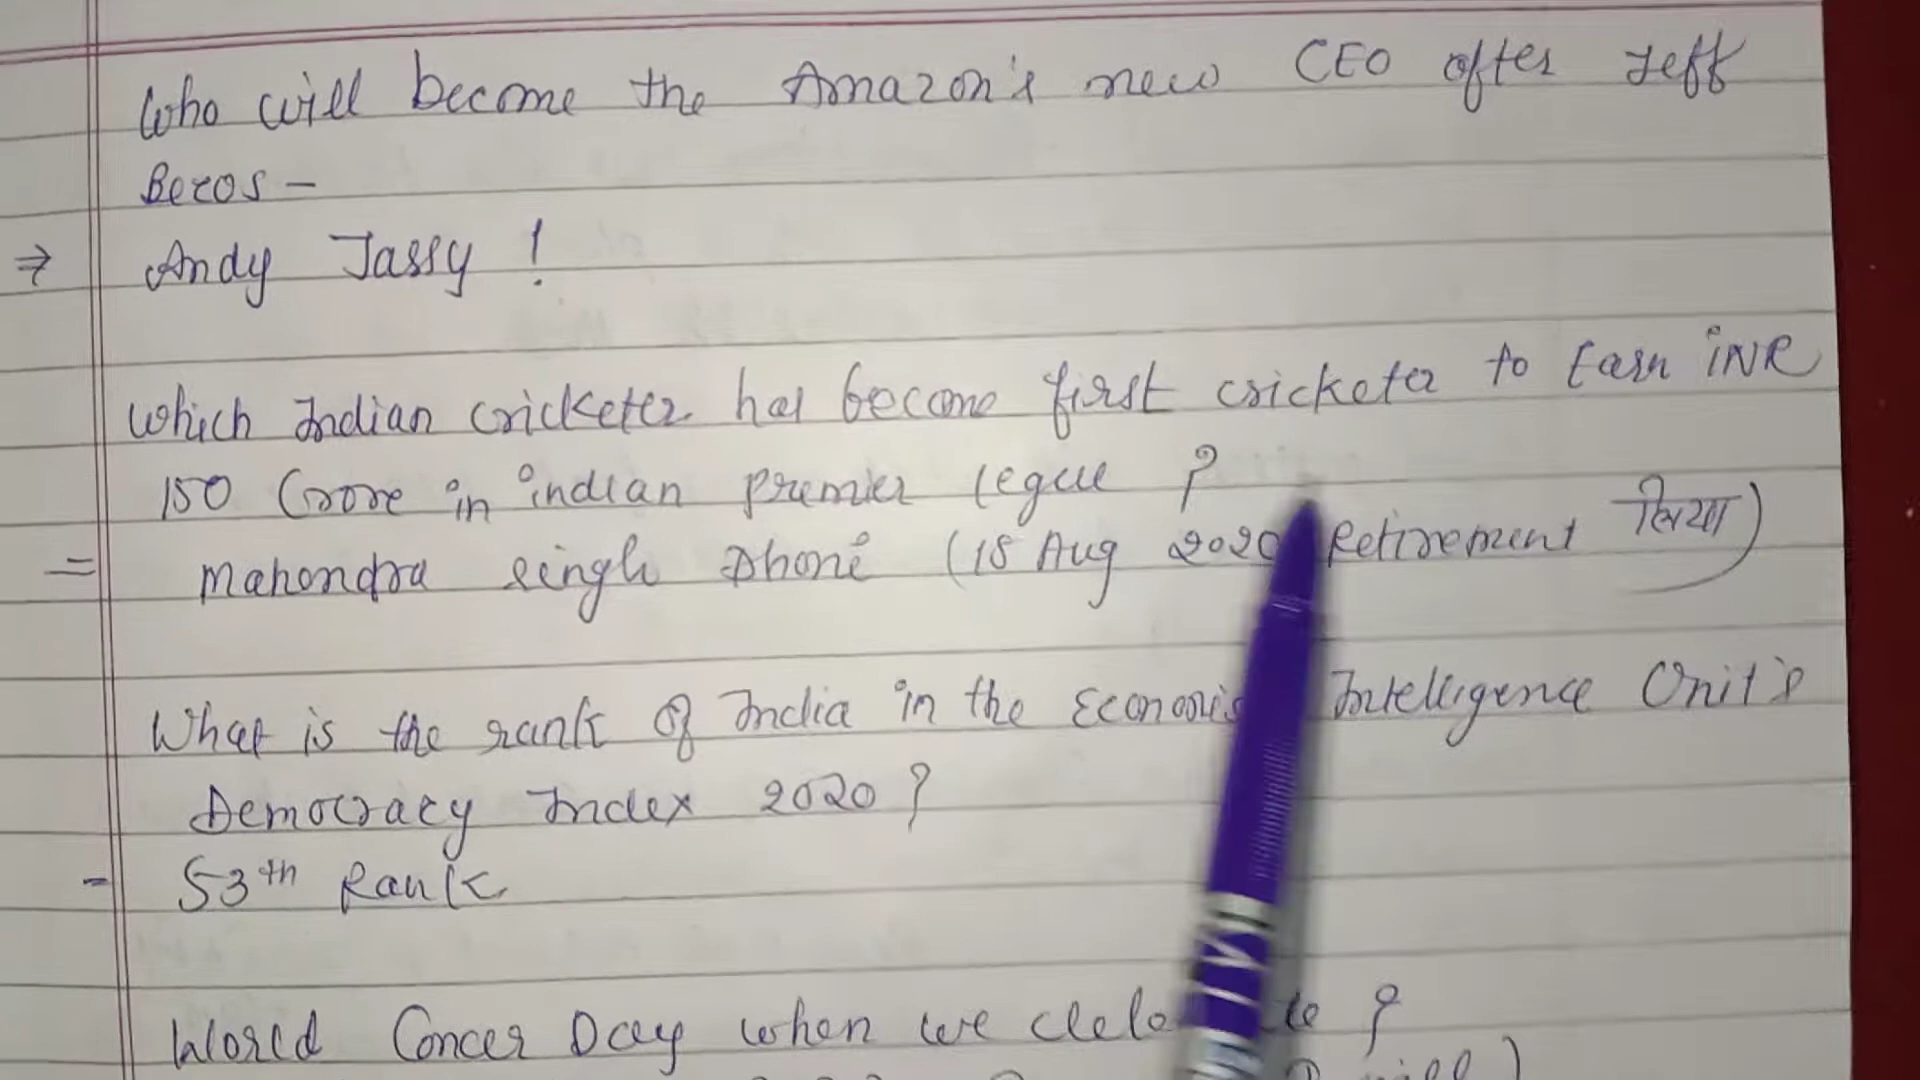 Who will become the Amazon's new CEO after Jeff
Bezos -
⇒ Andy Jassy !
Which Indian cricketer has become first cricketer to Earn INR
150 Crore in indian premier legue ?
= Mahendra singh Dhoni (15 Aug 2020 Retirement लिया)
What is the rank of India in the Economis Intelligence Unit's
Democracy Index 2020 ?
- 53th Rank
World Cancer Day when we